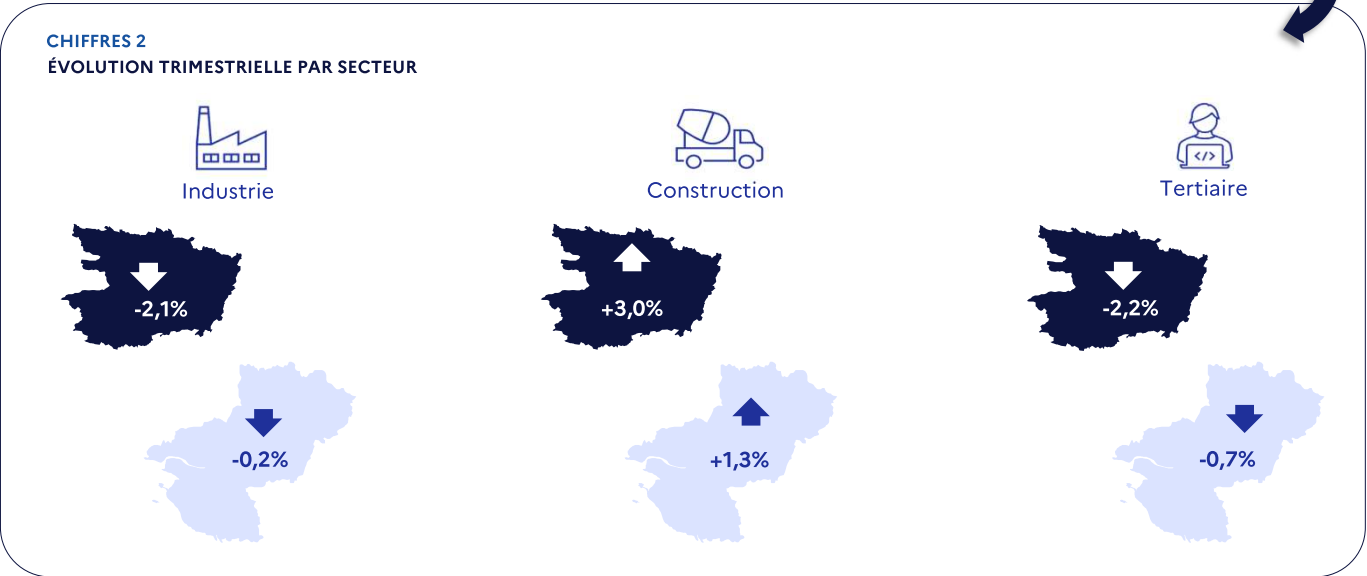 CHIFFRES 2
ÉVOLUTION TRIMESTRIELLE PAR SECTEUR
</>
Industrie
Construction
Tertiaire
-2,1%
+3,0%
-2,2%
-0,2%
+1,3%
-0,7%